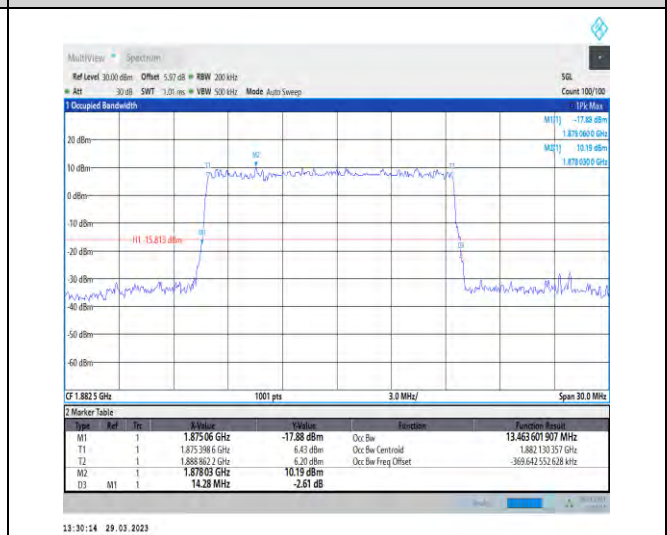 MultiView Spectrum
Ref Level 30.00 dBm Offset 5.97 dB RBW 200 kHz SGL
Att 30 dB SWT 1.01 ms VBW 500 kHz Mode Auto Sweep Count 100/100
1 Occupied Bandwidth 1Pk Max
M1[1] -17.88 dBm
1.875 060 0 GHz
M2[1] 10.19 dBm
1.878 030 0 GHz
20 dBm
10 dBm
0 dBm
-10 dBm
H1 -15.813 dBm
-20 dBm
-30 dBm
-40 dBm
-50 dBm
-60 dBm
T1
M2
M1
CF 1.882 5 GHz 1001 pts 3.0 MHz/ Span 30.0 MHz
2 Marker Table
Type Ref Trc X-Value Y-Value Function Function Result
M1 1 1.875 06 GHz -17.88 dBm Occ Bw 13.463 601 907 MHz
T1 1 1.875 398 6 GHz 6.43 dBm Occ Bw Centroid 1.882 130 357 GHz
T2 1 1.888 862 2 GHz 6.20 dBm Occ Bw Freq Offset -369.642 552 628 kHz
M2 1 1.878 03 GHz 10.19 dBm
D3 M1 1 14.28 MHz -2.61 dB
13:30:14 29.03.2023